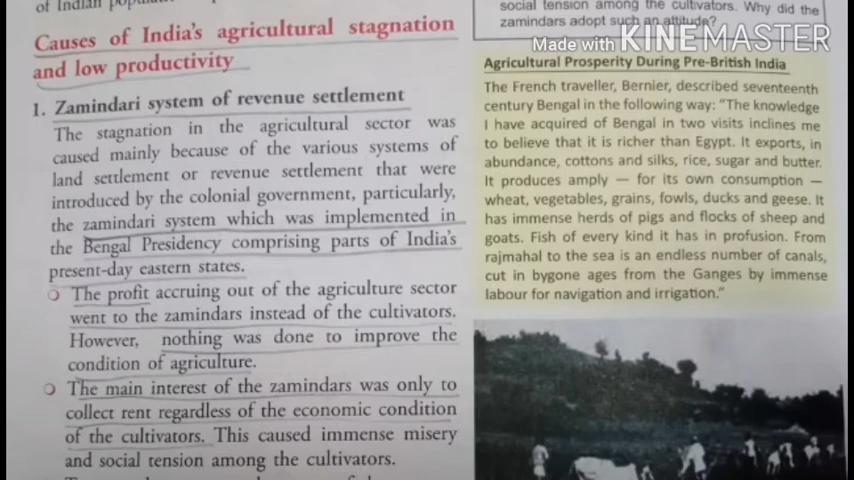 of Indian
Causes of India's agricultural stagnation
and low productivity
1. Zamindari system of revenue settlement
The stagnation in the agricultural sector was
caused mainly because of the various systems of
land settlement or revenue settlement that were
introduced by the colonial government, particularly,
the zamindari system which was implemented in
the Bengal Presidency comprising parts of India's
present-day eastern states.
The profit accruing out of the agriculture sector
went to the zamindars instead of the cultivators.
However, nothing was done to improve the
condition of agriculture.
The main interest of the zamindars was only to
collect rent regardless of the economic condition
of the cultivators. This caused immense misery
and social tension among the cultivators.
social tension among the cultivators. Why did the
zamindars adopt such an attitude?
Made with KINEMASTER
Agricultural Prosperity During Pre-British India
The French traveller, Bernier, described seventeenth
century Bengal in the following way: "The knowledge
I have acquired of Bengal in two visits inclines me
to believe that it is richer than Egypt. It exports, in
abundance, cottons and silks, rice, sugar and butter.
It produces amply — for its own consumption —
wheat, vegetables, grains, fowls, ducks and geese. It
has immense herds of pigs and flocks of sheep and
goats. Fish of every kind it has in profusion. From
rajmahal to the sea is an endless number of canals,
cut in bygone ages from the Ganges by immense
labour for navigation and irrigation."